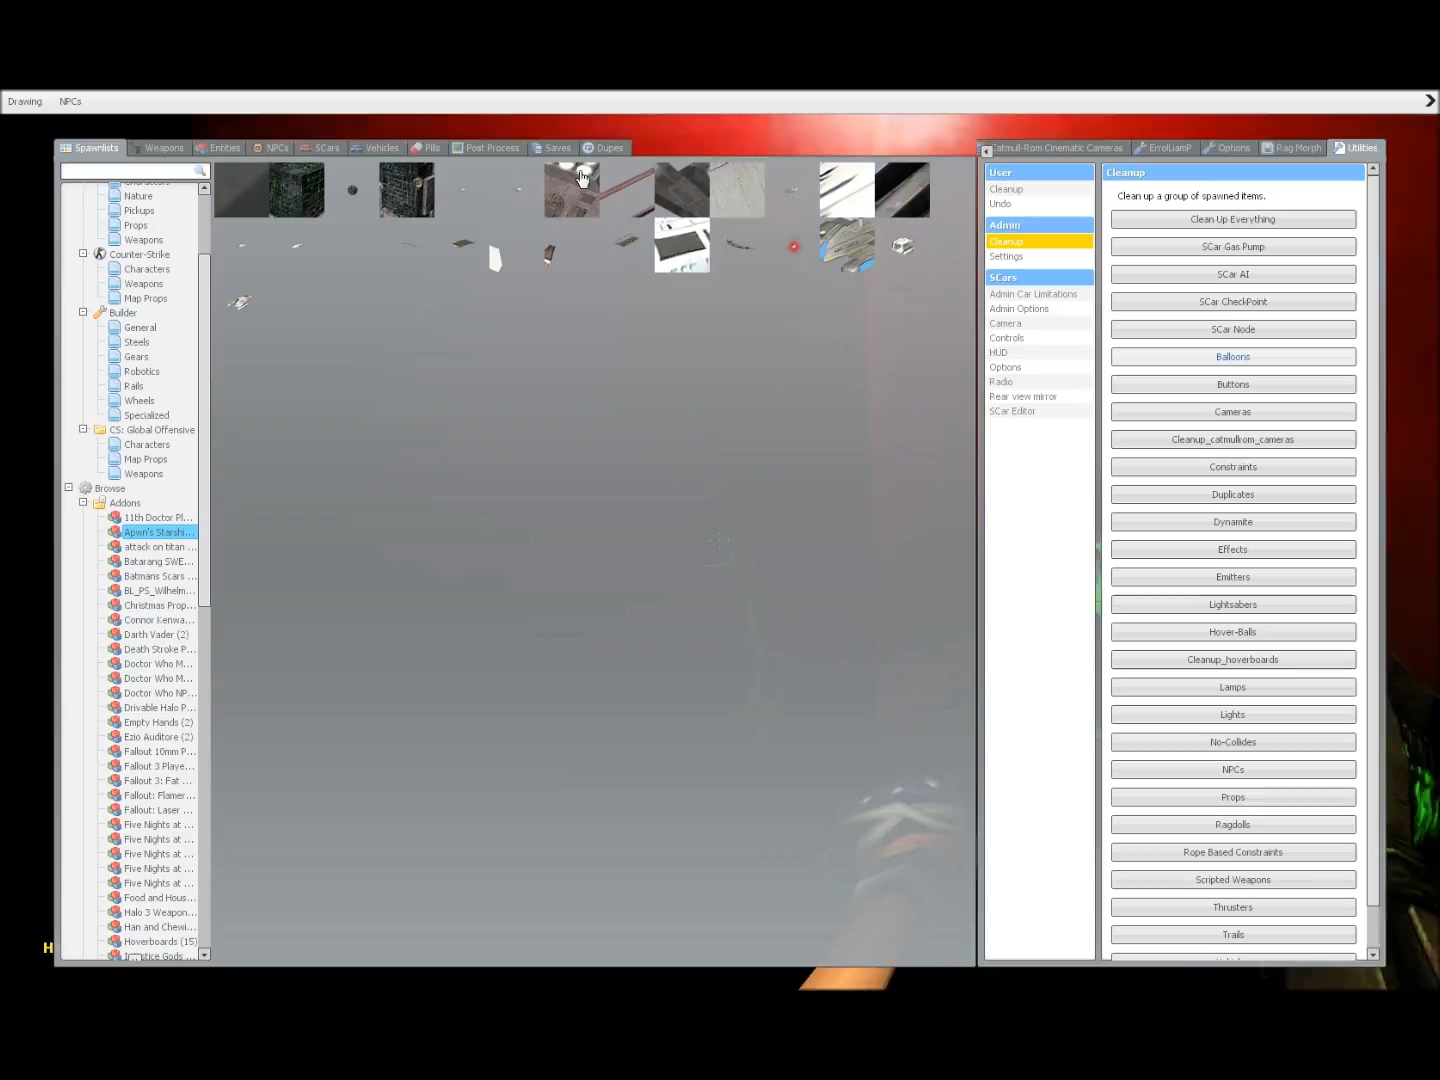 Drawing NPCs
Spawnlists Weapons Entities NPCs SCars Vehicles Pills Post Process Saves Dupes
Catmull-Rom Cinematic Cameras ErrolLiamP Options Rag Morph Utilities
Characters
Nature
Pickups
Props
Weapons
Counter-Strike
Characters
Weapons
Map Props
Builder
General
Steels
Gears
Robotics
Rails
Wheels
Specialized
CS: Global Offensive
Characters
Map Props
Weapons
Browse
Addons
11th Doctor Pl...
Apwn's Starshi...
attack on titan ...
Batarang SWE...
Batmans Scars ...
BL_PS_Wilhelm...
Christmas Prop...
Connor Kenwa...
Darth Vader (2)
Death Stroke P...
Doctor Who M...
Doctor Who M...
Doctor Who NP...
Drivable Halo P...
Empty Hands (2)
Ezio Auditore (2)
Fallout 10mm P...
Fallout 3 Playe...
Fallout 3: Fat ...
Fallout: Flamer...
Fallout: Laser ...
Five Nights at ...
Five Nights at ...
Five Nights at ...
Five Nights at ...
Five Nights at ...
Food and Hous...
Halo 3 Weapon...
Han and Chewi...
Hoverboards (15)
Injustice Gods ...
H
User
Cleanup
Undo
Admin
Cleanup
Settings
SCars
Admin Car Limitations
Admin Options
Camera
Controls
HUD
Options
Radio
Rear view mirror
SCar Editor
Cleanup
Clean up a group of spawned items.
Clean Up Everything
SCar Gas Pump
SCar AI
SCar CheckPoint
SCar Node
Balloons
Buttons
Cameras
Cleanup_catmullrom_cameras
Constraints
Duplicates
Dynamite
Effects
Emitters
Lightsabers
Hover-Balls
Cleanup_hoverboards
Lamps
Lights
No-Collides
NPCs
Props
Ragdolls
Rope Based Constraints
Scripted Weapons
Thrusters
Trails